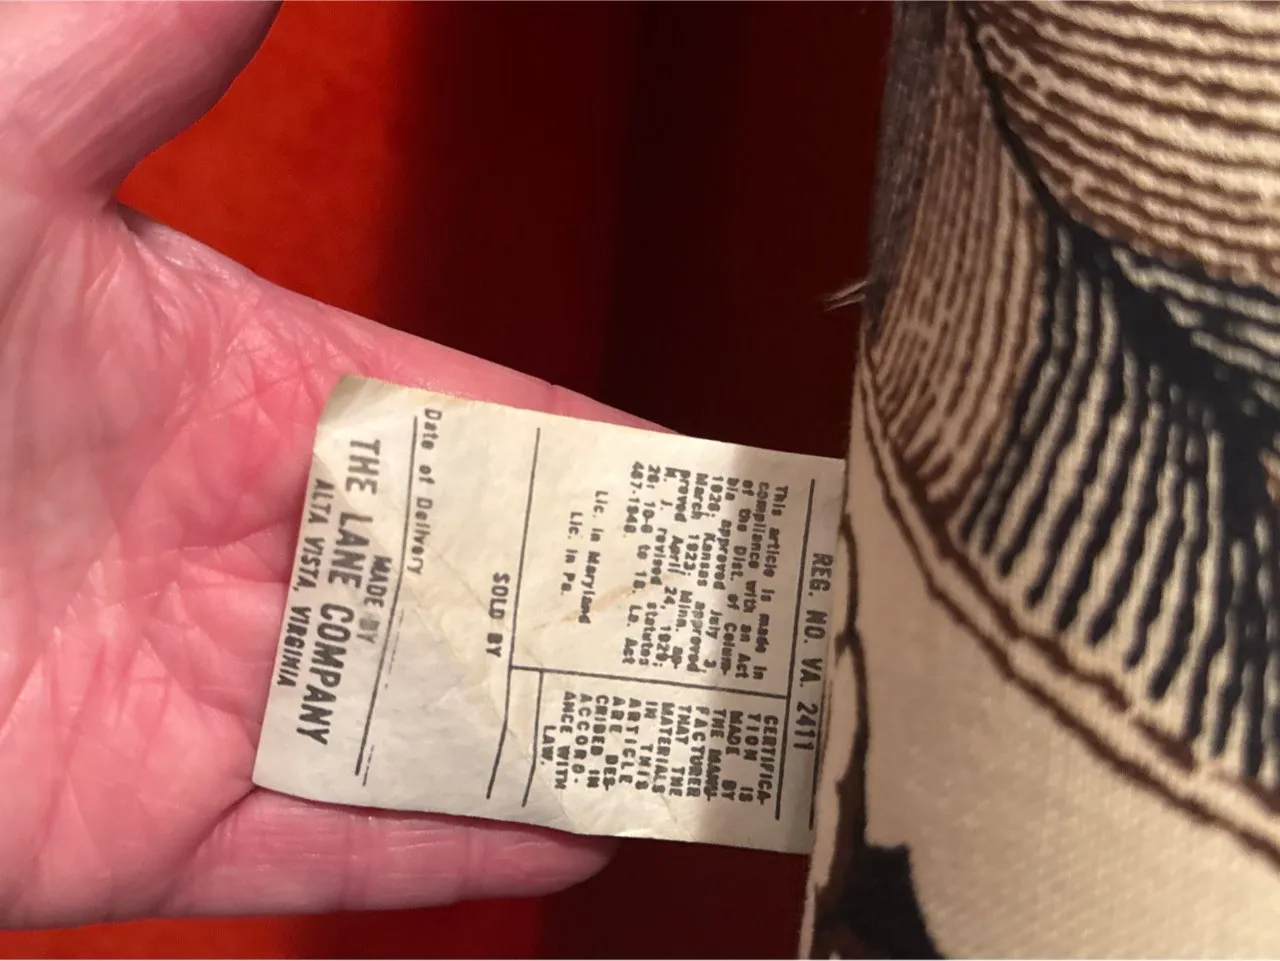 REG. NO. VA. 2411
This article is made in
compliance with an Act
of the Dist. of Colum-
bia approved July 3,
1926; Kansas approved
March 1923; Minn. ap-
proved April 24, 1929;
N. J. revised statutes
26: 10-6 to 18. La. Act
467-1948.
Lic. in Maryland
Lic. in Pa.
CERTIFICA-
TION IS
MADE BY
THE MANU-
FACTURER
THAT THE
MATERIALS
IN THIS
ARTICLE
ARE DES-
CRIBED IN
ACCORD-
ANCE WITH
LAW.
SOLD BY
Date of Delivery
MADE BY
THE LANE COMPANY
ALTA VISTA, VIRGINIA